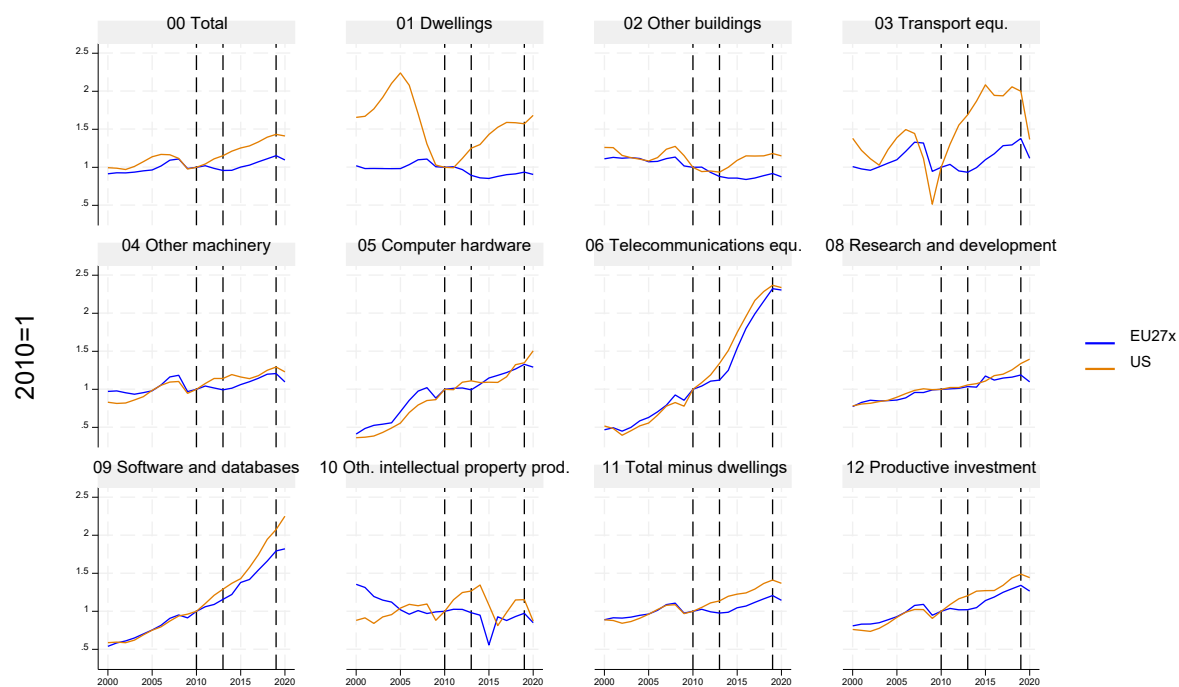 00 Total
01 Dwellings
02 Other buildings
03 Transport equ.
2.5
2
1.5
1
.5
04 Other machinery
05 Computer hardware
06 Telecommunications equ.
08 Research and development
2.5
2
1.5
1
.5
2010=1
EU27x
US
09 Software and databases
10 Oth. intellectual property prod.
11 Total minus dwellings
12 Productive investment
2.5
2
1.5
1
.5
2000 2005 2010 2015 2020
2000 2005 2010 2015 2020
2000 2005 2010 2015 2020
2000 2005 2010 2015 2020